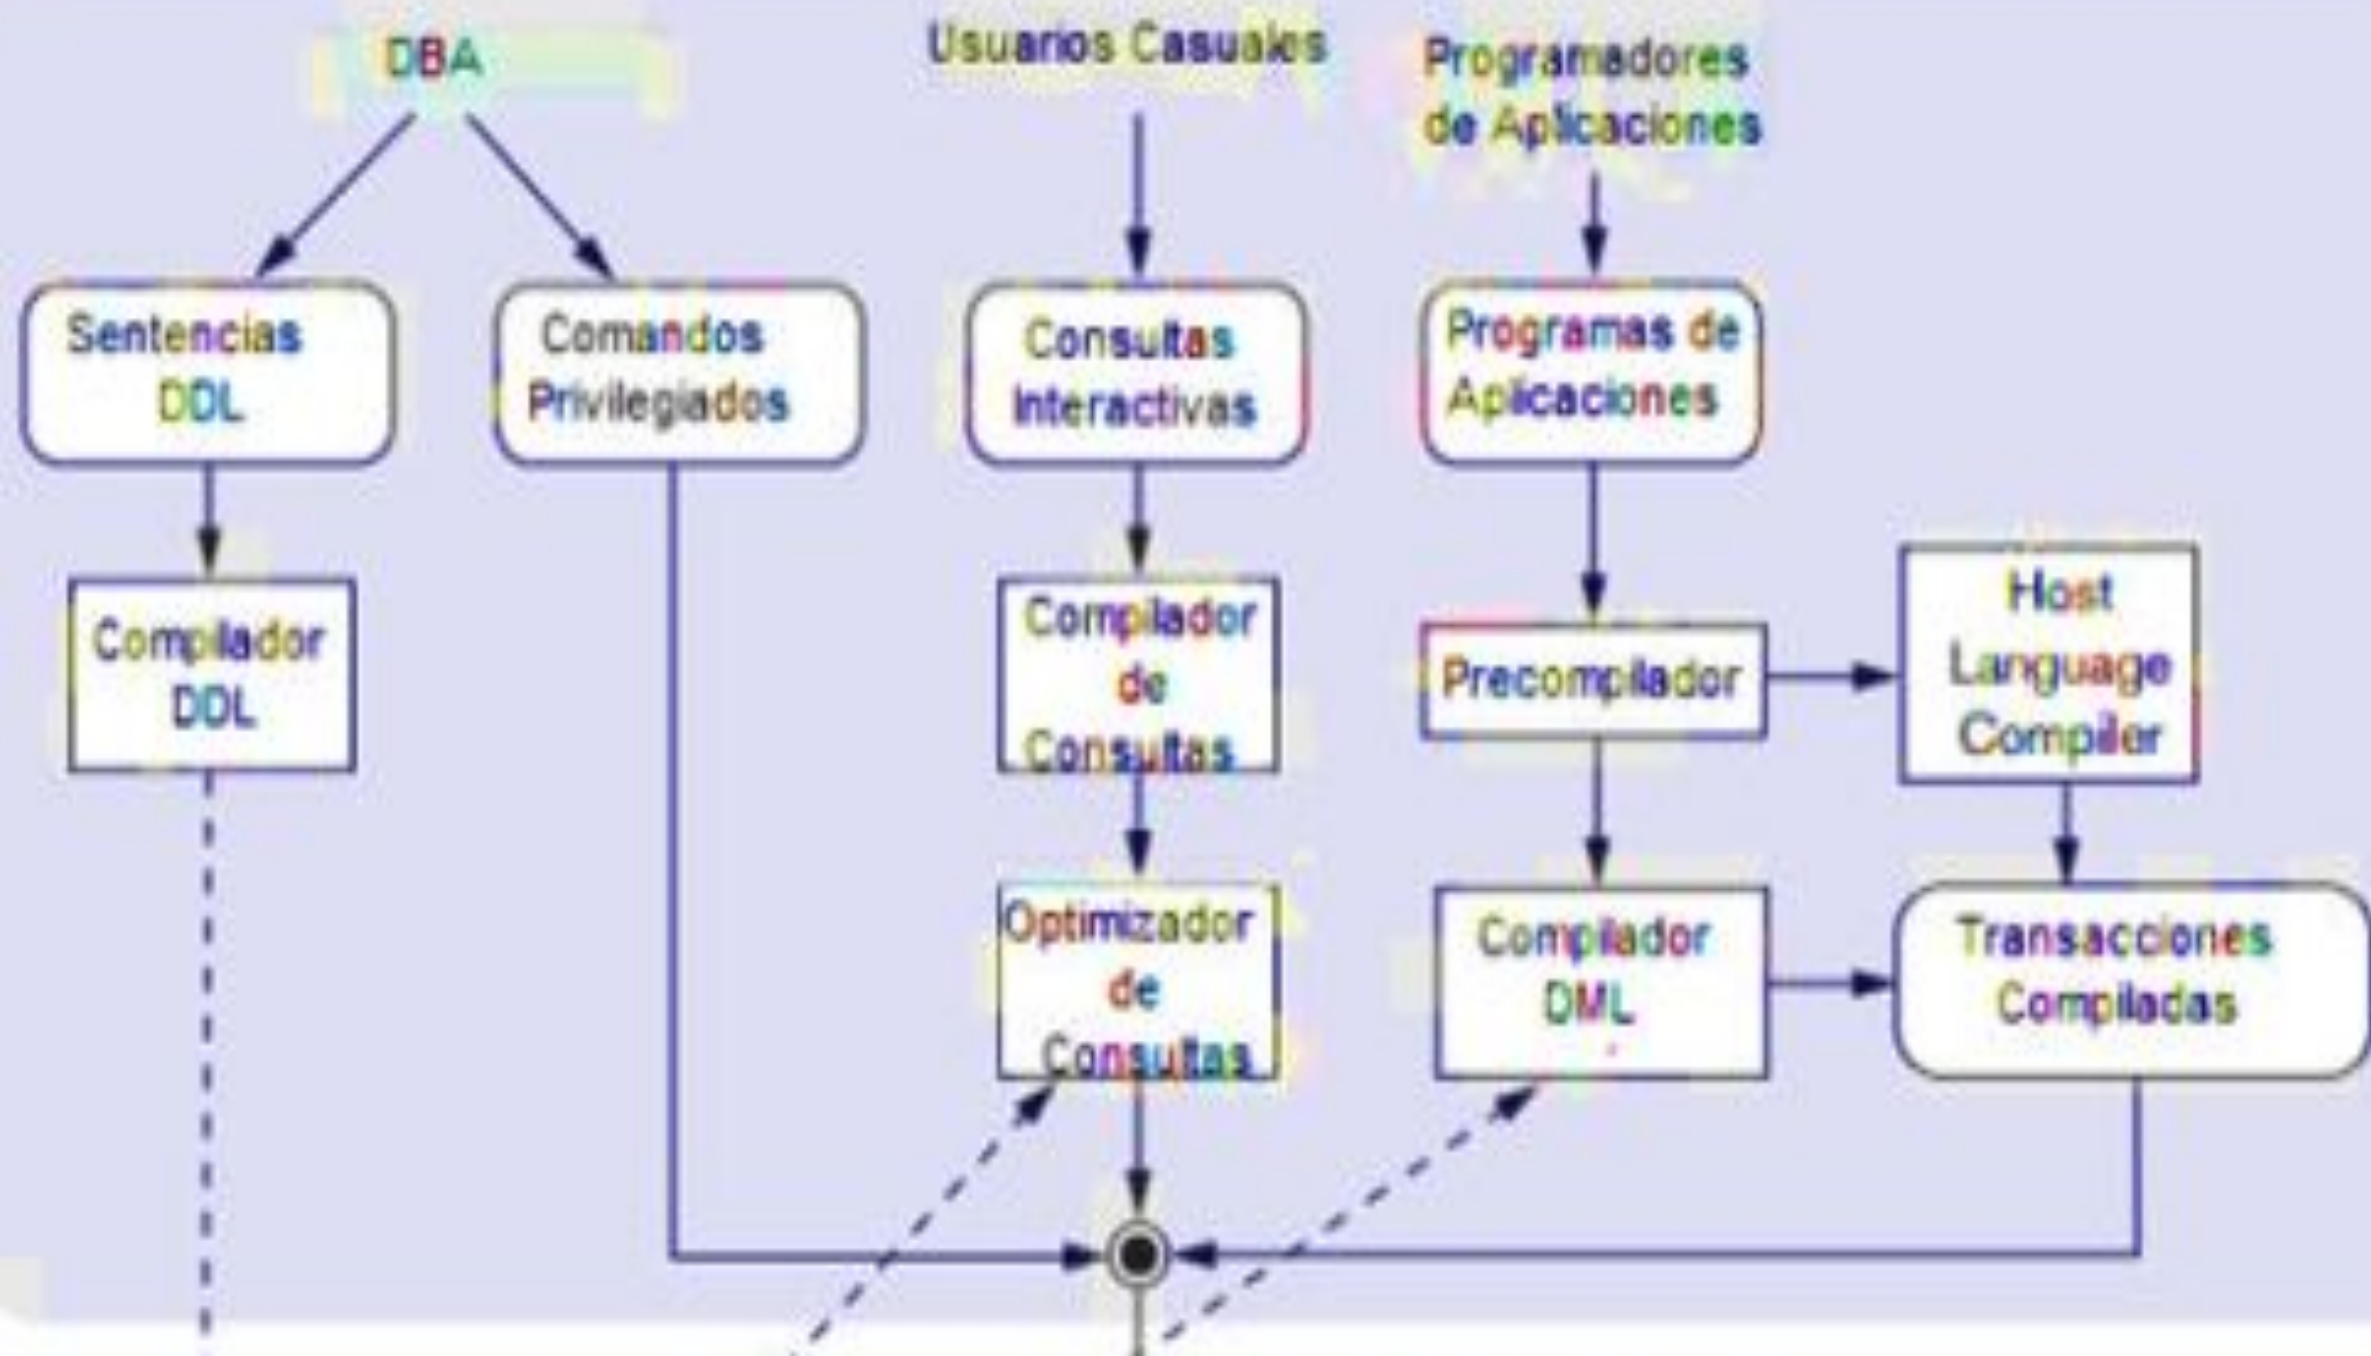 DBA
Usuarios Casuales
Programadores
de Aplicaciones
Sentencias
DDL
Comandos
Privilegiados
Consultas
Interactivas
Programas de
Aplicaciones
Compilador
DDL
Compilador
de
Consultas
Precompilador
Host
Language
Compiler
Optimizador
de
Consultas
Compilador
DML
Transacciones
Compiladas